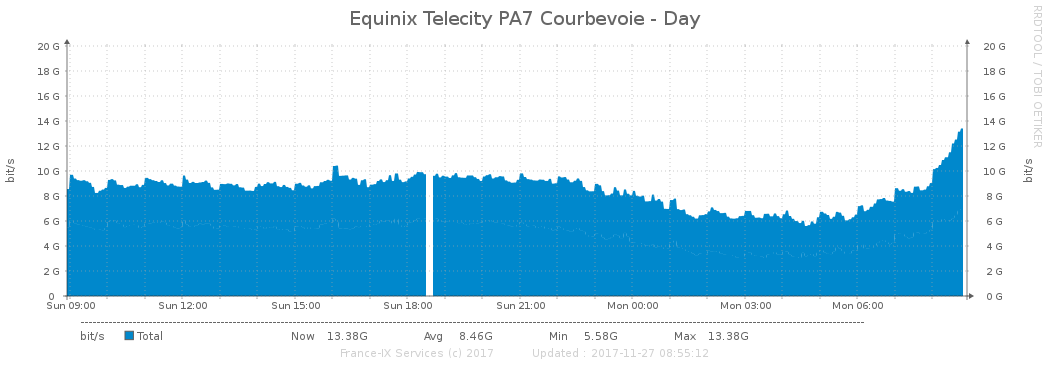 Equinix Telecity PA7 Courbevoie - Day
RRDTOOL / TOBI OETIKER
bit/s
20 G 20 G
18 G 18 G
16 G 16 G
14 G 14 G
12 G 12 G
10 G 10 G
8 G 8 G
6 G 6 G
4 G 4 G
2 G 2 G
0 0 G
bit/s
Sun 09:00 Sun 12:00 Sun 15:00 Sun 18:00 Sun 21:00 Mon 00:00 Mon 03:00 Mon 06:00
bit/s Total Now 13.38G Avg 8.46G Min 5.58G Max 13.38G
France-IX Services (c) 2017 Updated : 2017-11-27 08:55:12